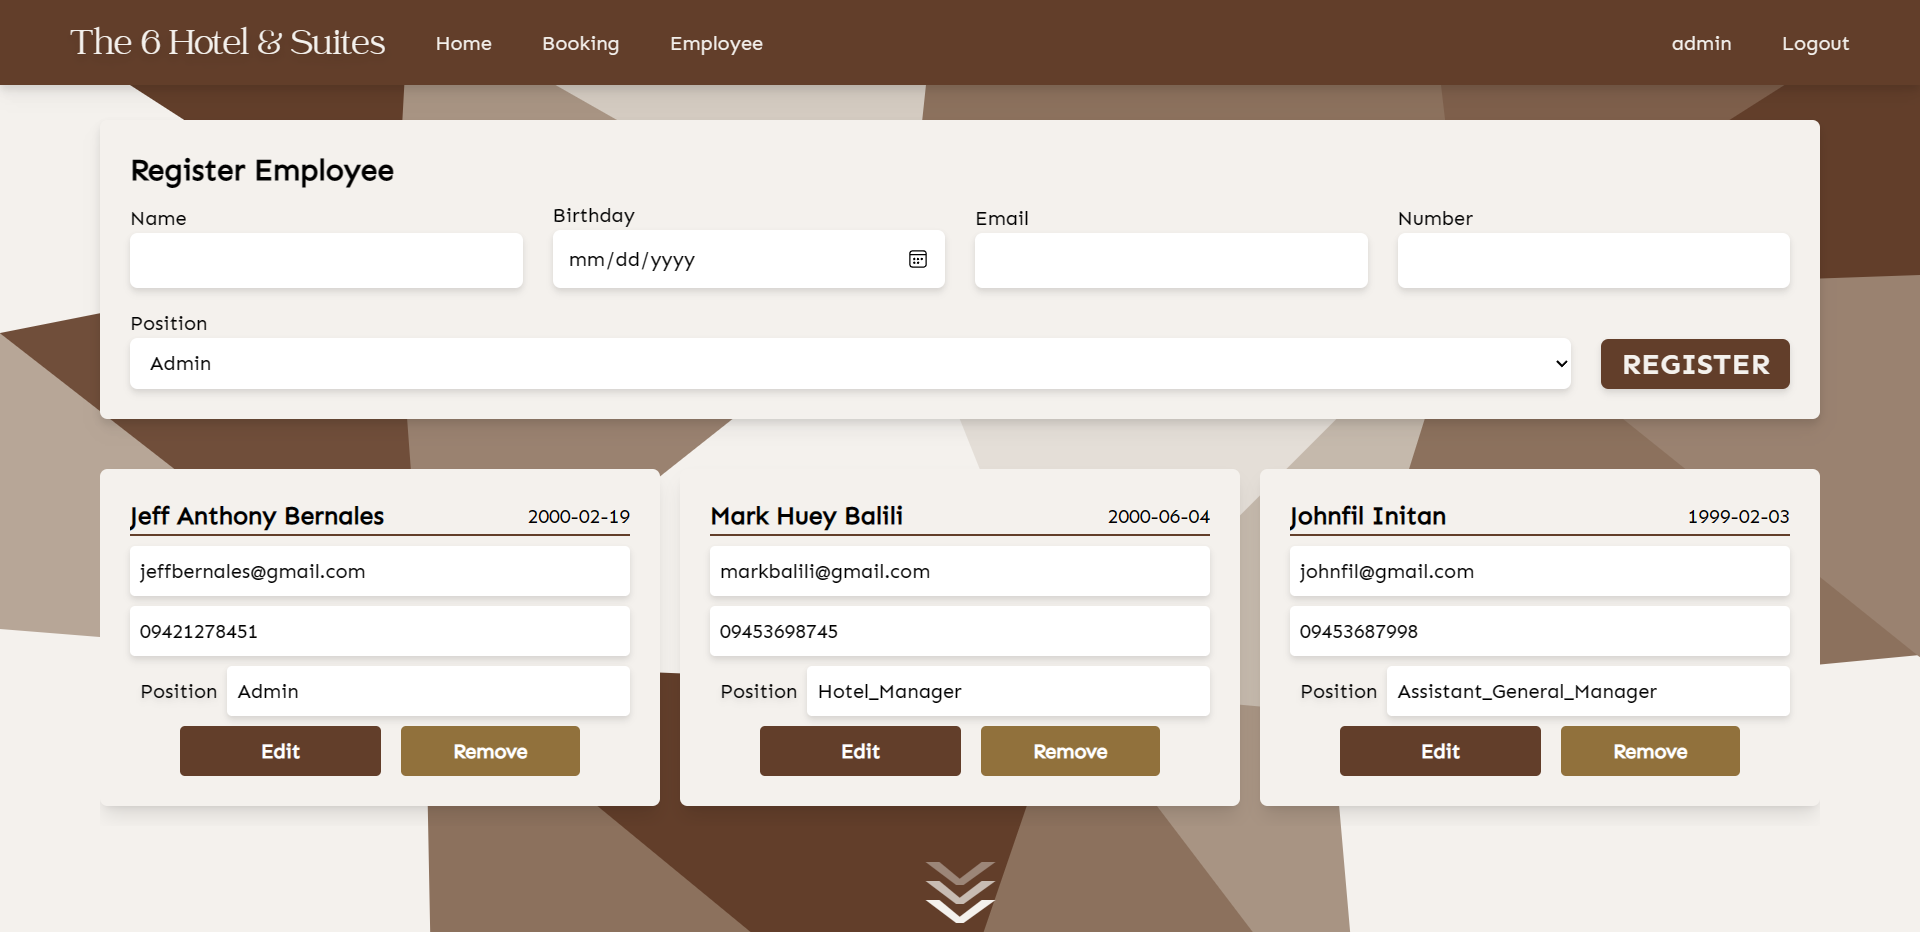 The 6 Hotel & Suites Home Booking Employee admin Logout
Register Employee
Name Birthday Email Number
mm/dd/yyyy
Position
Admin REGISTER
Jeff Anthony Bernales 2000-02-19
jeffbernales@gmail.com
09421278451
Position Admin
Edit Remove
Mark Huey Balili 2000-06-04
markbalili@gmail.com
09453698745
Position Hotel_Manager
Edit Remove
Johnfil Initan 1999-02-03
johnfil@gmail.com
09453687998
Position Assistant_General_Manager
Edit Remove